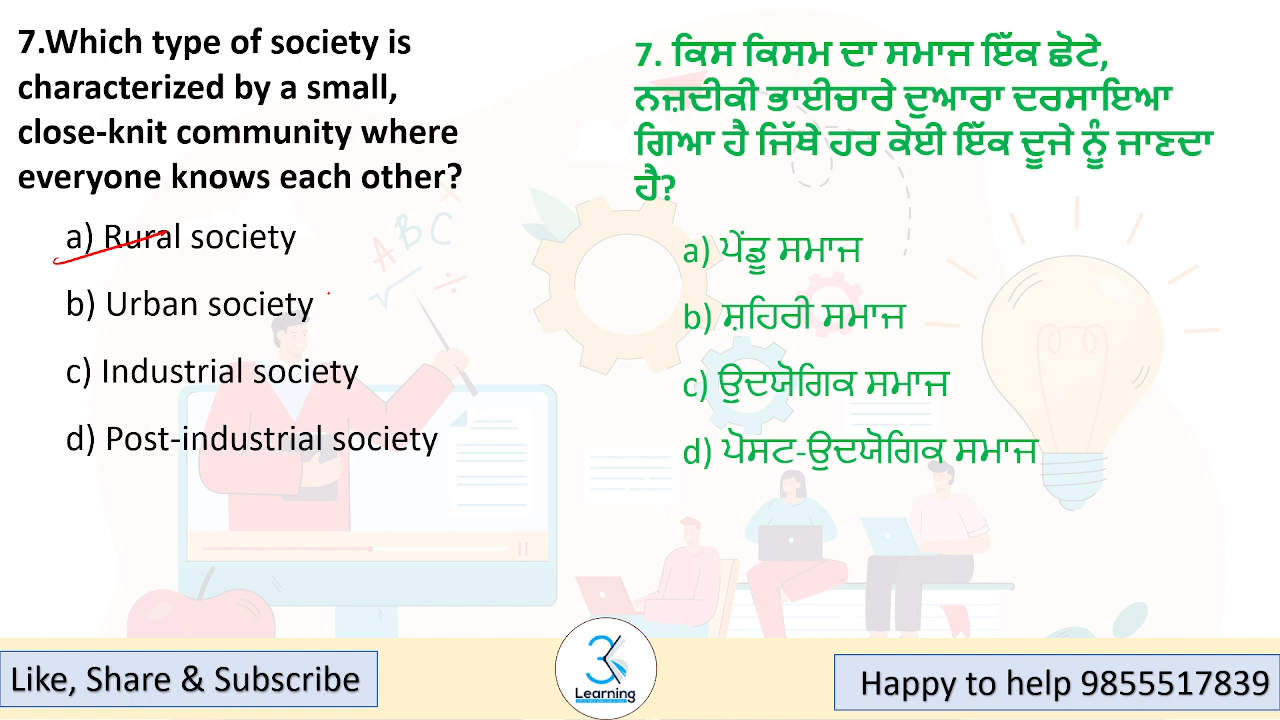 7.Which type of society is
characterized by a small,
close-knit community where
everyone knows each other?
a) Rural society
b) Urban society
c) Industrial society
d) Post-industrial society
7. ਕਿਸ ਕਿਸਮ ਦਾ ਸਮਾਜ ਇੱਕ ਛੋਟੇ,
ਨਜ਼ਦੀਕੀ ਭਾਈਚਾਰੇ ਦੁਆਰਾ ਦਰਸਾਇਆ
ਗਿਆ ਹੈ ਜਿੱਥੇ ਹਰ ਕੋਈ ਇੱਕ ਦੂਜੇ ਨੂੰ ਜਾਣਦਾ
ਹੈ?
a) ਪੇਂਡੂ ਸਮਾਜ
b) ਸ਼ਹਿਰੀ ਸਮਾਜ
c) ਉਦਯੋਗਿਕ ਸਮਾਜ
d) ਪੋਸਟ-ਉਦਯੋਗਿਕ ਸਮਾਜ
A B C
Like, Share & Subscribe
3
Learning
Happy to help 9855517839